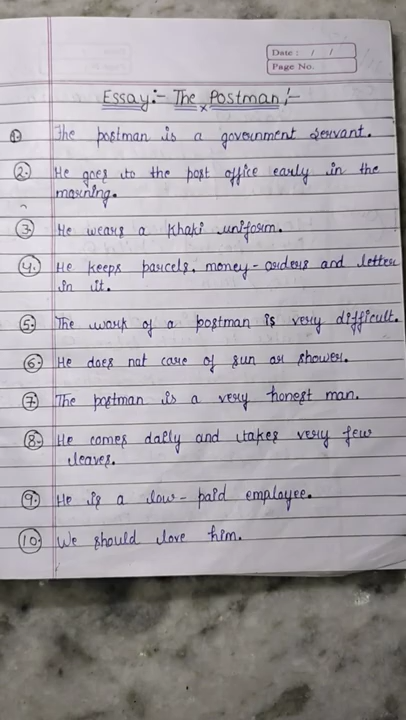 Date : / /
Page No.
Essay:- The Postman:-
1. The postman is a government servant.
2. He goes to the post office early in the
morning.
3. He wears a khaki uniform.
4. He keeps parcels, money-orders and letter
in it.
5. The work of a postman is very difficult.
6. He does not care of sun or shower.
7. The postman is a very honest man.
8. He comes daily and takes very few
leaves.
9. He is a low-paid employee.
10. We should love him.